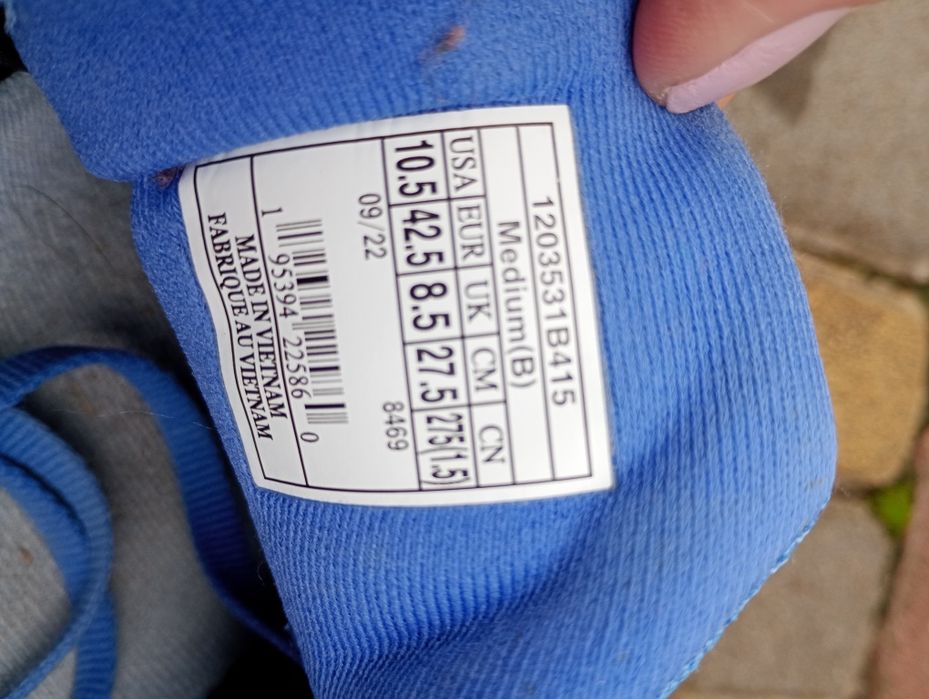 1203531B415
Medium(B)
USA EUR UK CM CN
10.5 42.5 8.5 27.5 275(1.5)
09/22 8469
1 95394 22586 0
MADE IN VIETNAM
FABRIQUE AU VIETNAM